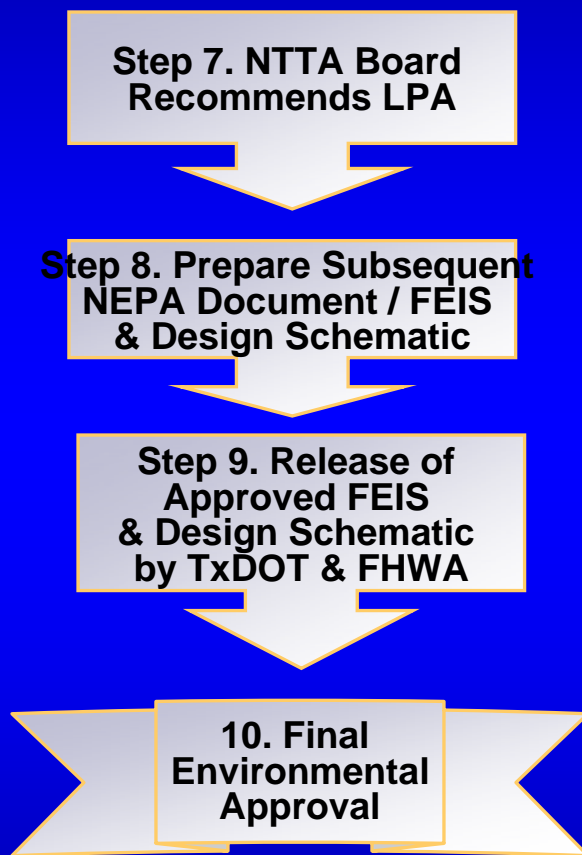 Step 7. NTTA Board
Recommends LPA
Step 8. Prepare Subsequent
NEPA Document / FEIS
& Design Schematic
Step 9. Release of
Approved FEIS
& Design Schematic
by TxDOT & FHWA
10. Final
Environmental
Approval